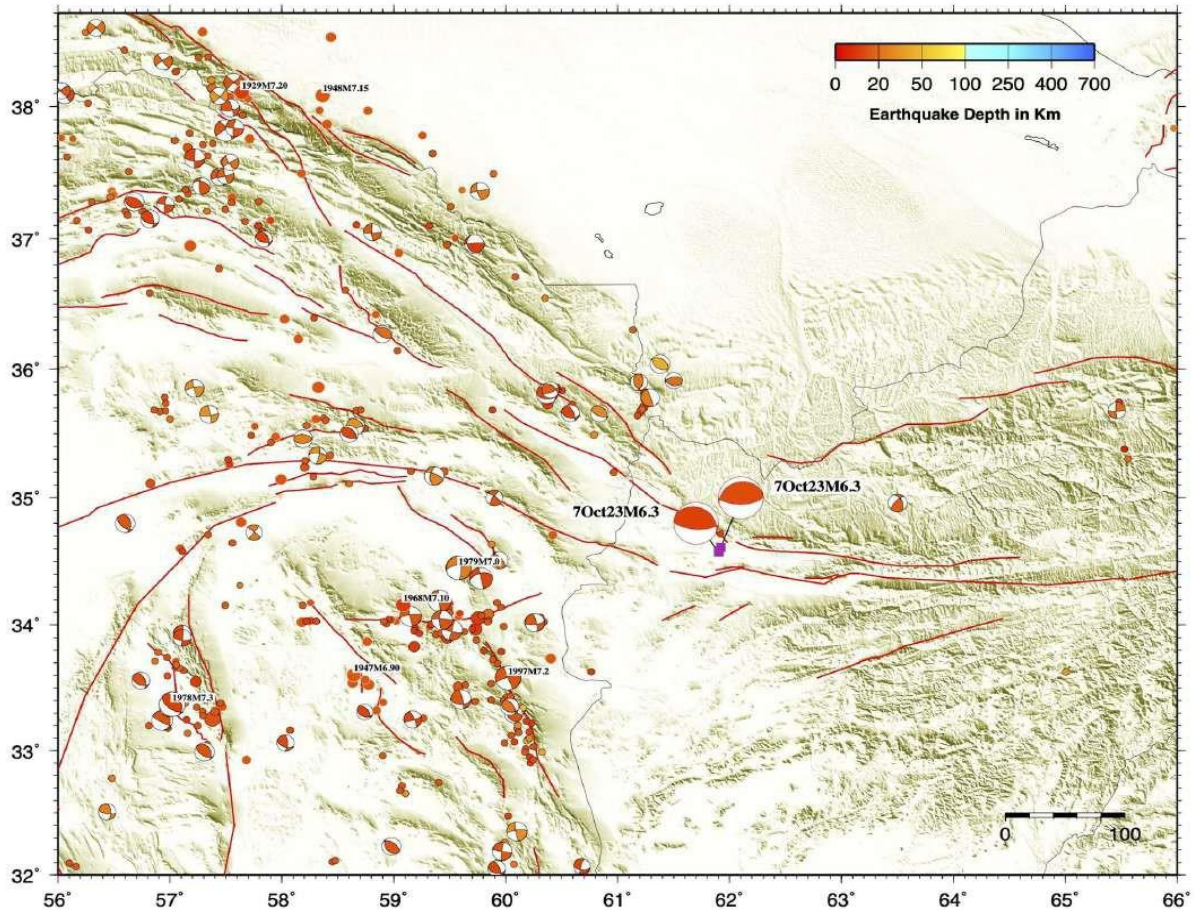 0 20 50 100 250 400 700
Earthquake Depth in Km
1929M7.20
1948M7.15
38°
37°
36°
35°
7Oct23M6.3
7Oct23M6.3
1979M7.0
1968M7.10
34°
1947M6.90
1997M7.2
1978M7.3
33°
0 100
32°
56° 57° 58° 59° 60° 61° 62° 63° 64° 65° 66°